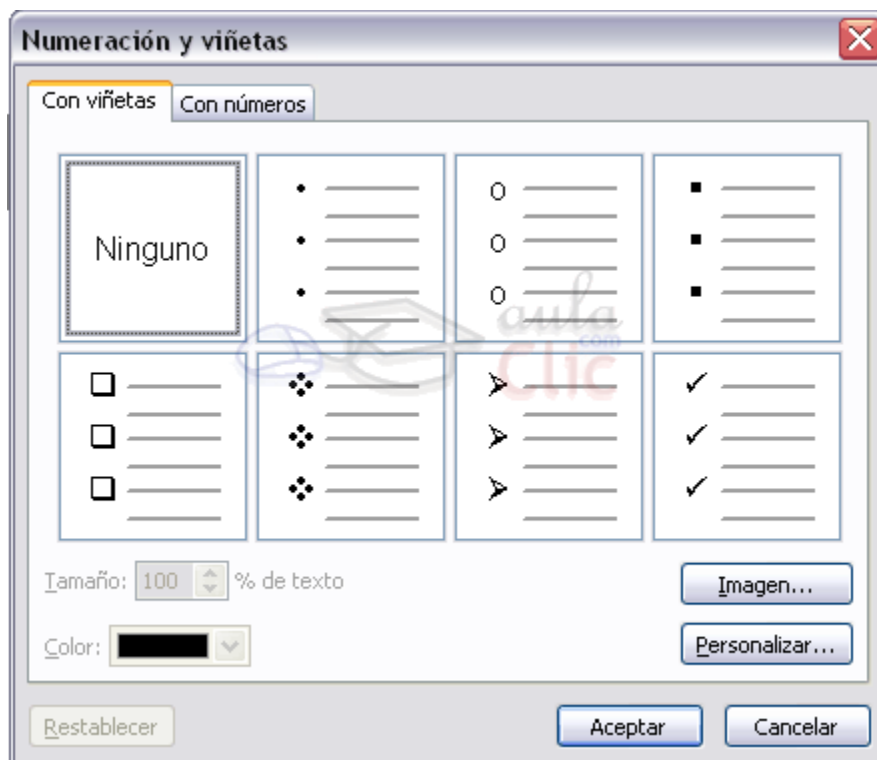 Numeración y viñetas
Con viñetas Con números
Ninguno
aula
.com
Clic
Tamaño: 100 % de texto
Imagen...
Color:
Personalizar...
Restablecer Aceptar Cancelar